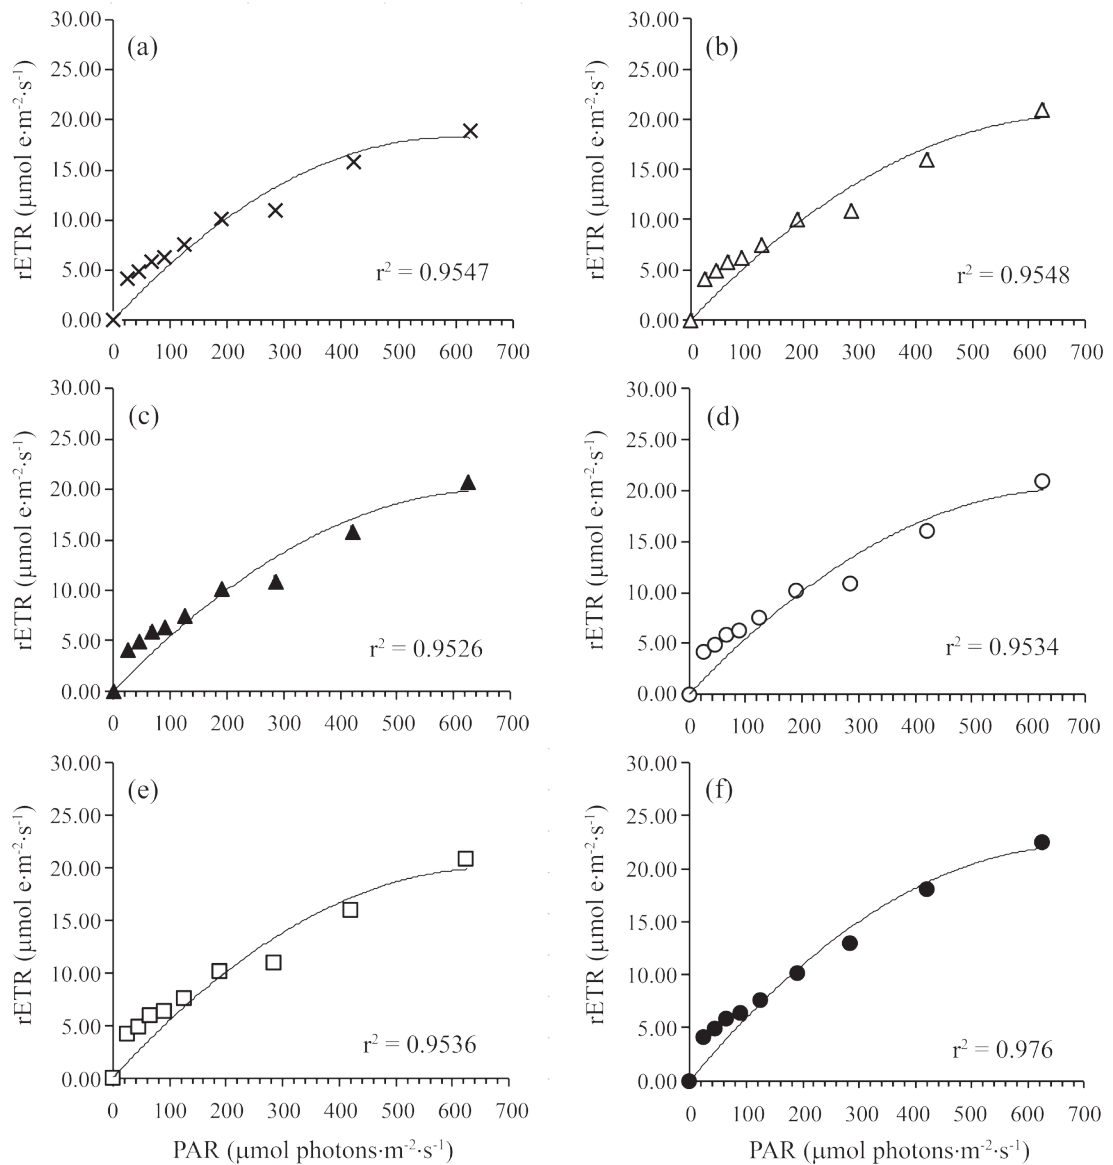 (a)
30.00
25.00
20.00
15.00
10.00
5.00
0.00
rETR (μmol e·m⁻²·s⁻¹)
r² = 0.9547
0 100 200 300 400 500 600 700
(b)
30.00
25.00
20.00
15.00
10.00
5.00
0.00
rETR (μmol e·m⁻²·s⁻¹)
r² = 0.9548
0 100 200 300 400 500 600 700
(c)
30.00
25.00
20.00
15.00
10.00
5.00
0.00
rETR (μmol e·m⁻²·s⁻¹)
r² = 0.9526
0 100 200 300 400 500 600 700
(d)
30.00
25.00
20.00
15.00
10.00
5.00
0.00
rETR (μmol e·m⁻²·s⁻¹)
r² = 0.9534
0 100 200 300 400 500 600 700
(e)
30.00
25.00
20.00
15.00
10.00
5.00
0.00
rETR (μmol e·m⁻²·s⁻¹)
r² = 0.9536
0 100 200 300 400 500 600 700
PAR (μmol photons·m⁻²·s⁻¹)
(f)
30.00
25.00
20.00
15.00
10.00
5.00
0.00
rETR (μmol e·m⁻²·s⁻¹)
r² = 0.976
0 100 200 300 400 500 600 700
PAR (μmol photons·m⁻²·s⁻¹)